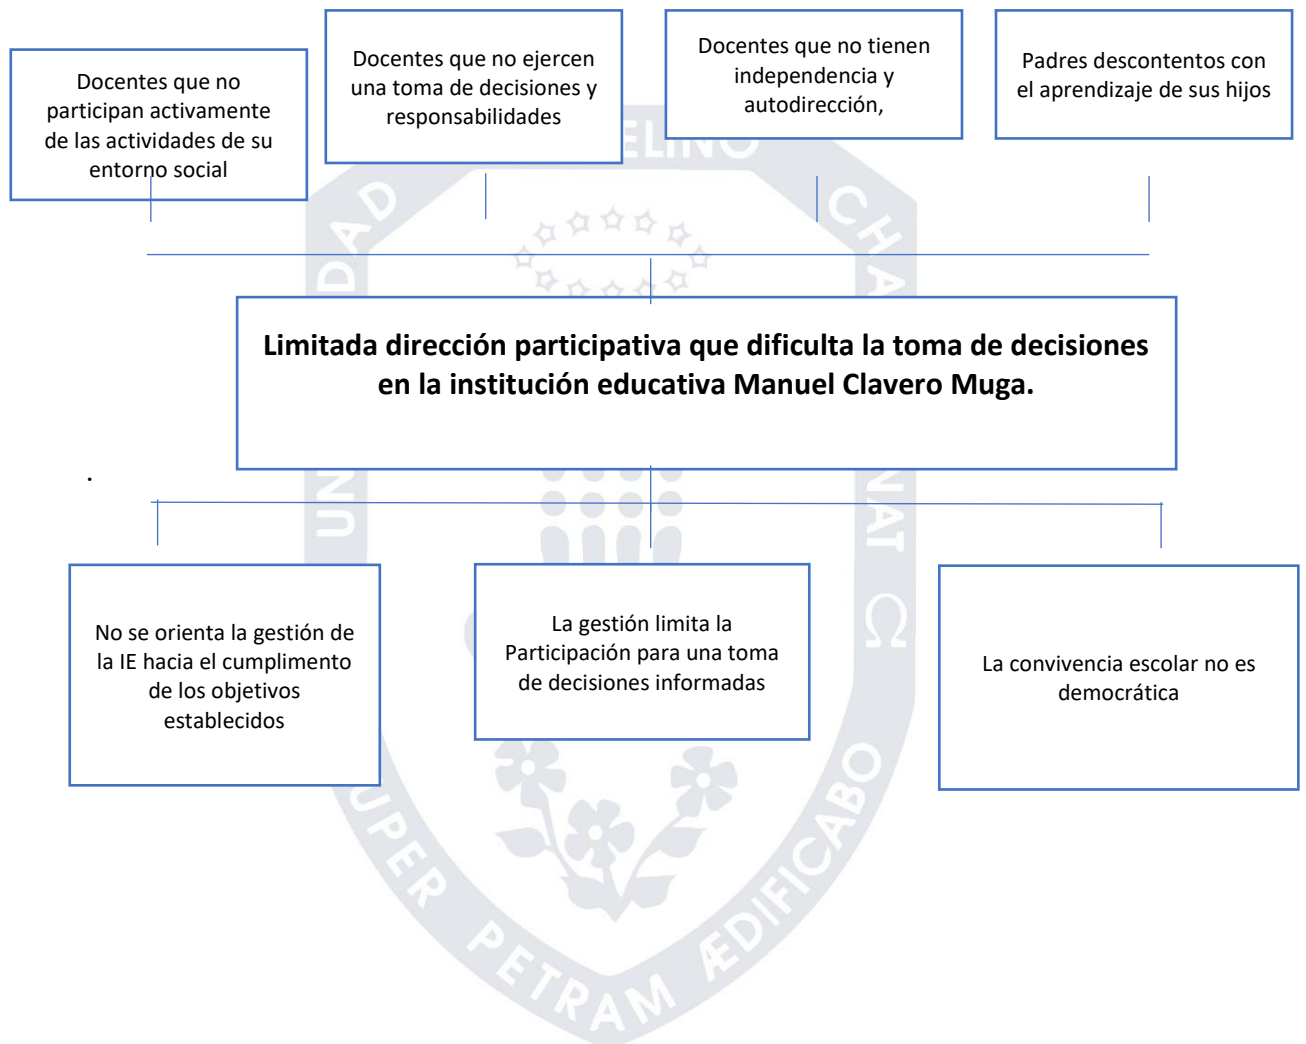 Docentes que no
participan activamente
de las actividades de su
entorno social
Docentes que no ejercen
una toma de decisiones y
responsabilidades
Docentes que no tienen
independencia y
autodirección,
Padres descontentos con
el aprendizaje de sus hijos
Limitada dirección participativa que dificulta la toma de decisiones
en la institución educativa Manuel Clavero Muga.
.
No se orienta la gestión de
la IE hacia el cumplimento
de los objetivos
establecidos
La gestión limita la
Participación para una toma
de decisiones informadas
La convivencia escolar no es
democrática
PETRAM ÆDIFICABO
Ω